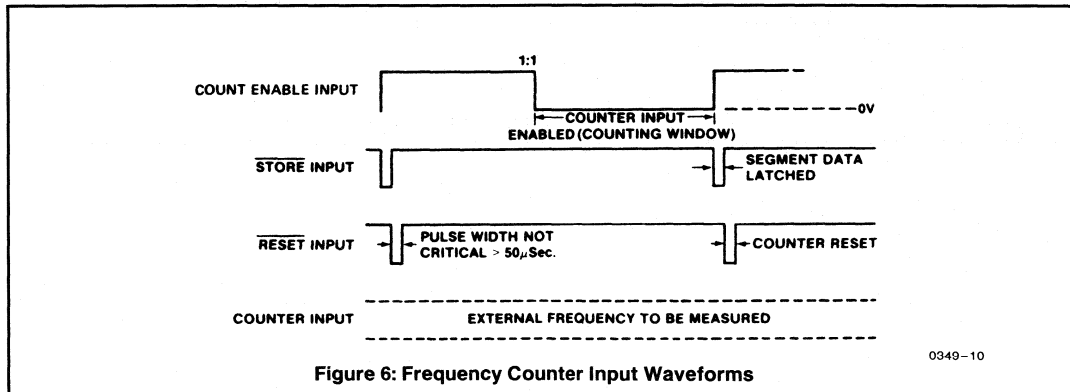 1:1
COUNT ENABLE INPUT
0V
COUNTER INPUT
ENABLED (COUNTING WINDOW)
STORE INPUT
SEGMENT DATA
LATCHED
RESET INPUT
PULSE WIDTH NOT
CRITICAL > 50μSec.
COUNTER RESET
COUNTER INPUT
EXTERNAL FREQUENCY TO BE MEASURED
0349–10
Figure 6: Frequency Counter Input Waveforms